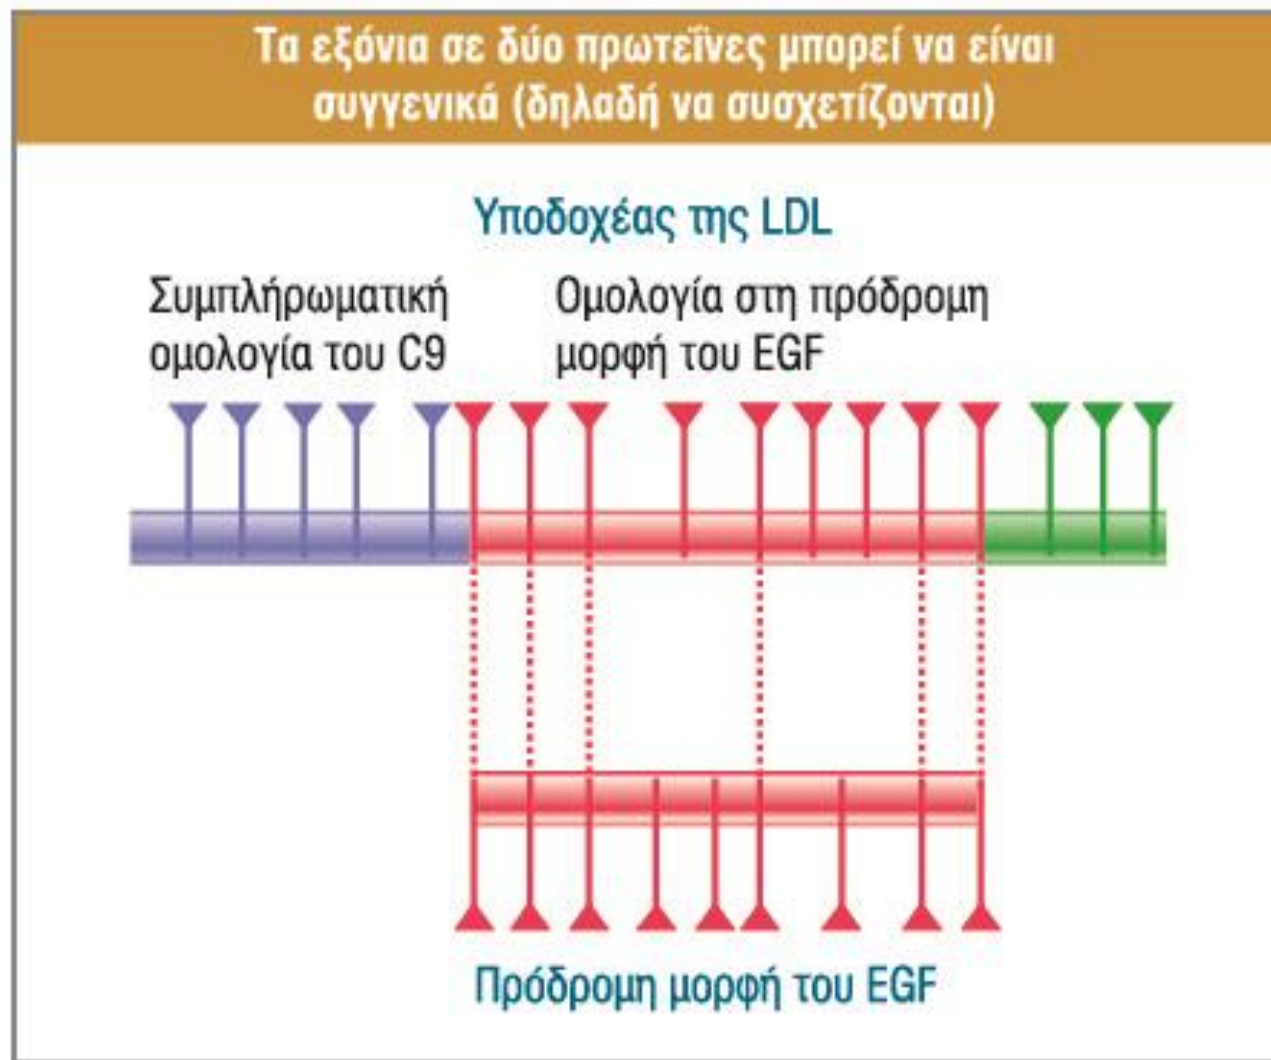 Τα εξόνια σε δύο πρωτεΐνες μπορεί να είναι
συγγενικά (δηλαδή να συσχετίζονται)
Υποδοχέας της LDL
Συμπλήρωματική
ομολογία του C9
Ομολογία στη πρόδρομη
μορφή του EGF
Πρόδρομη μορφή του EGF